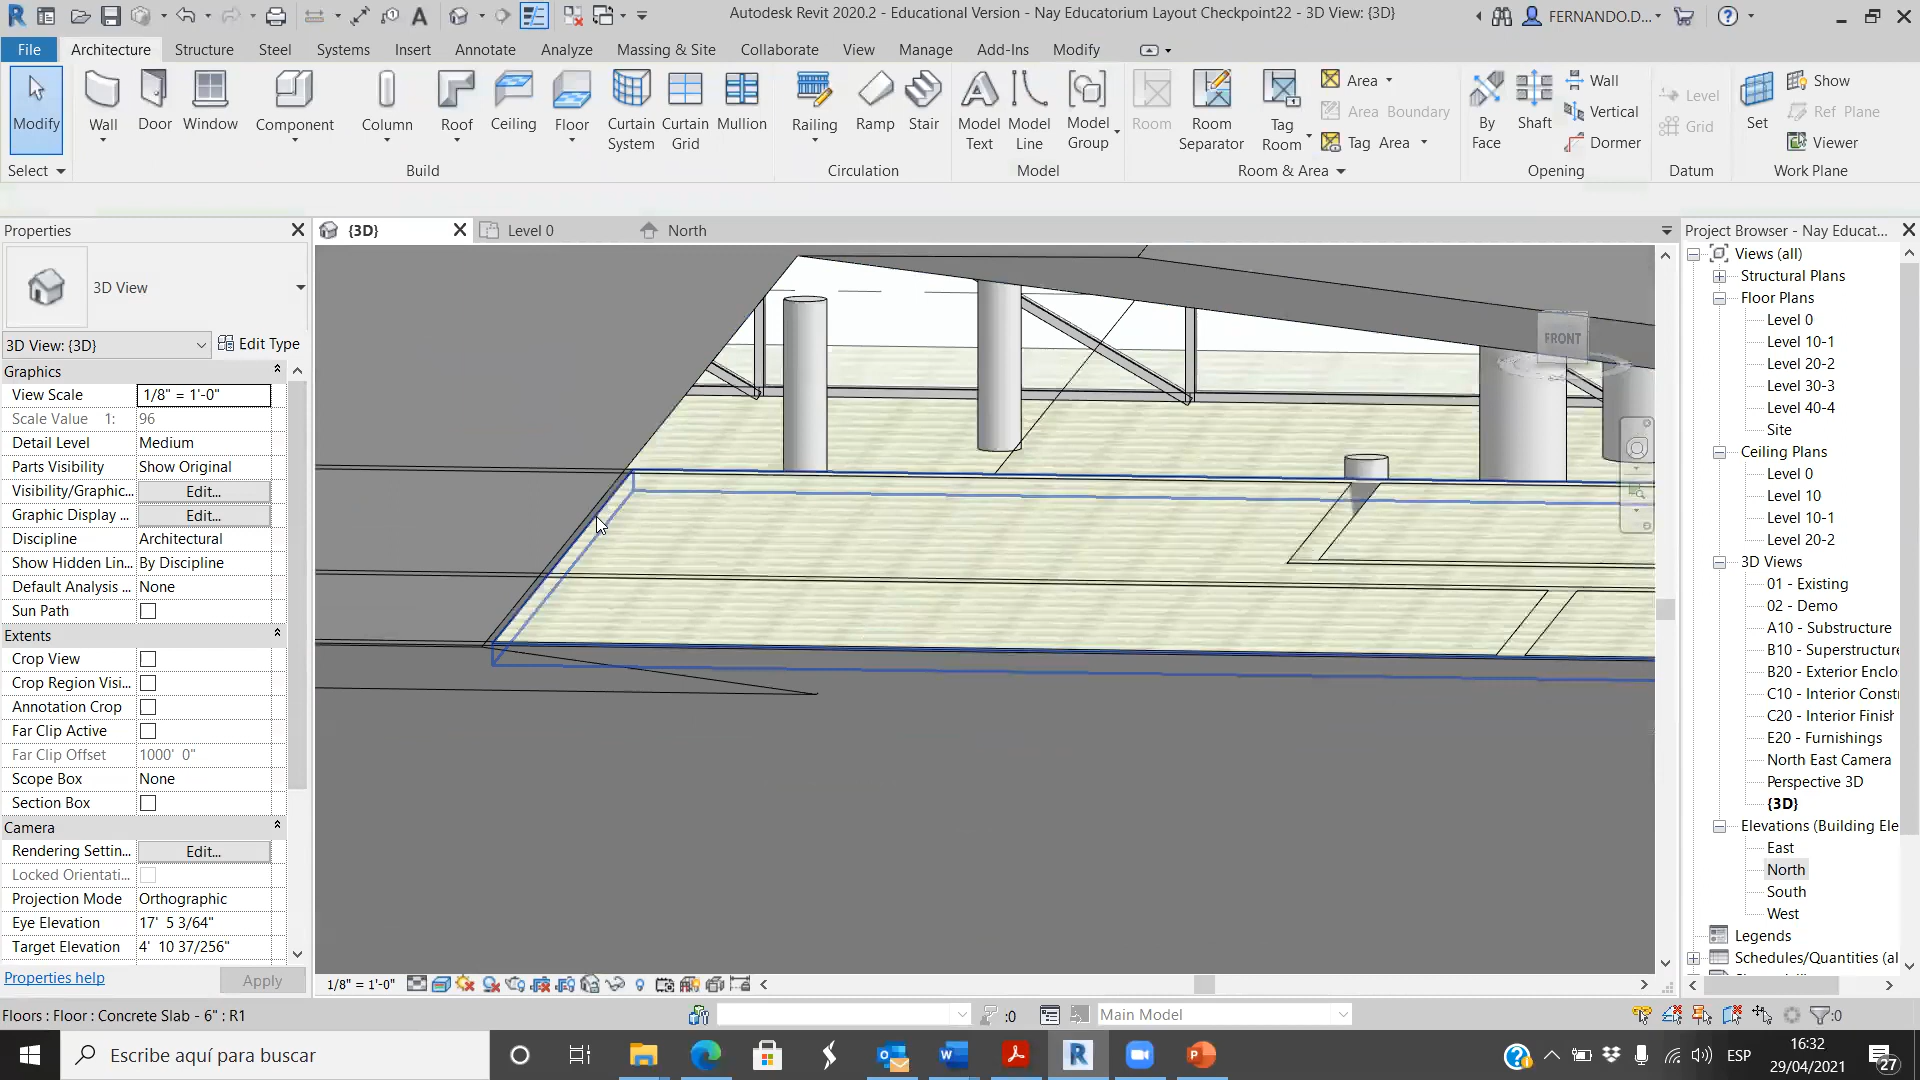 Autodesk Revit 2020.2 - Educational Version - Nay Educatorium Layout Checkpoint22 - 3D View: {3D}
FERNANDO.D...
File Architecture Structure Steel Systems Insert Annotate Analyze Massing & Site Collaborate View Manage Add-Ins Modify
Modify Wall Door Window Component Column Roof Ceiling Floor Curtain System Curtain Grid Mullion Railing Ramp Stair Model Text Model Line Model Group Room Room Separator Tag Room
Area
Area Boundary
Tag Area
By Face Shaft Wall
Vertical
Dormer
Level
Grid
Set Show
Ref Plane
Viewer
Select Build Circulation Model Room & Area Opening Datum Work Plane
Properties
3D View
3D View: {3D} Edit Type
Graphics
View Scale 1/8" = 1'-0"
Scale Value 1: 96
Detail Level Medium
Parts Visibility Show Original
Visibility/Graphic... Edit...
Graphic Display ... Edit...
Discipline Architectural
Show Hidden Lin... By Discipline
Default Analysis ... None
Sun Path
Extents
Crop View
Crop Region Visi...
Annotation Crop
Far Clip Active
Far Clip Offset 1000' 0"
Scope Box None
Section Box
Camera
Rendering Settin... Edit...
Locked Orientati...
Projection Mode Orthographic
Eye Elevation 17' 5 3/64"
Target Elevation 4' 10 37/256"
Properties help Apply
{3D} Level 0 North
FRONT
1/8" = 1'-0"
Project Browser - Nay Educat...
Views (all)
Structural Plans
Floor Plans
Level 0
Level 10-1
Level 20-2
Level 30-3
Level 40-4
Site
Ceiling Plans
Level 0
Level 10
Level 10-1
Level 20-2
3D Views
01 - Existing
02 - Demo
A10 - Substructure
B10 - Superstructure
B20 - Exterior Enclo
C10 - Interior Constr
C20 - Interior Finish
E20 - Furnishings
North East Camera
Perspective 3D
{3D}
Elevations (Building Ele
East
North
South
West
Legends
Schedules/Quantities (al
Floors : Floor : Concrete Slab - 6" : R1
:0
Main Model
:0
Escribe aquí para buscar
ESP
16:32
29/04/2021
27